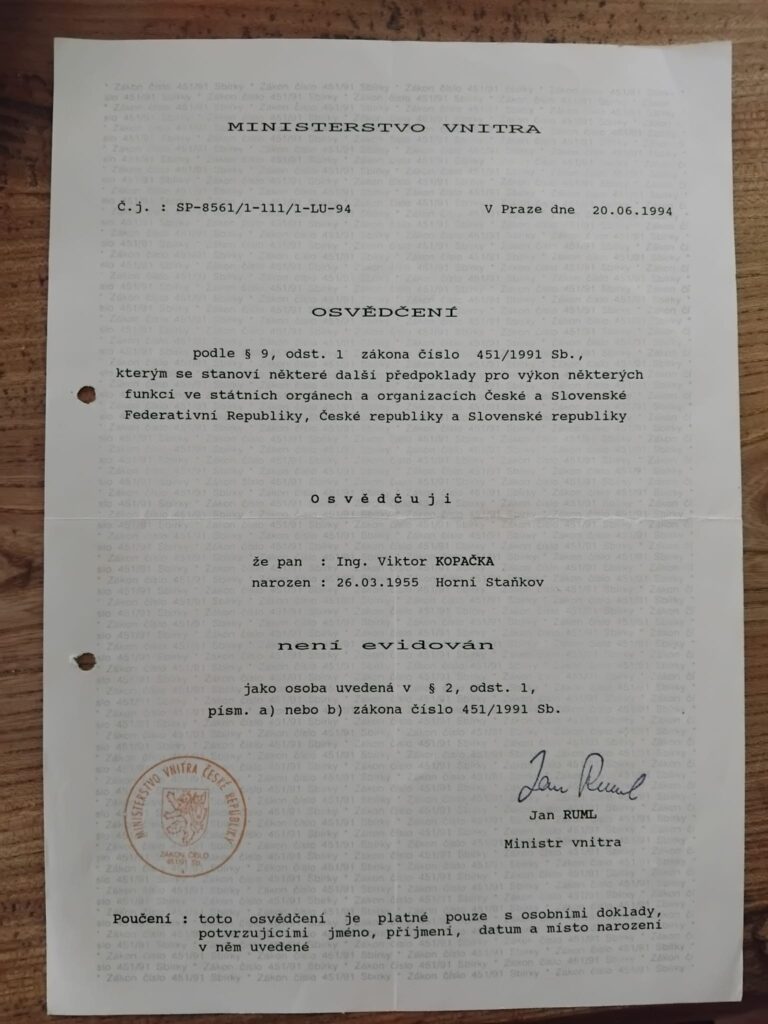 MINISTERSTVO VNITRA
Č.j. : SP-8561/1-111/1-LU-94 V Praze dne 20.06.1994
OSVĚDČENÍ
podle § 9, odst. 1 zákona číslo 451/1991 Sb.,
kterým se stanoví některé další předpoklady pro výkon některých
funkcí ve státních orgánech a organizacích České a Slovenské
Federativní Republiky, České republiky a Slovenské republiky
O s v ě d č u j i
že pan : Ing. Viktor KOPAČKA
narozen : 26.03.1955 Horní Staňkov
není evidován
jako osoba uvedená v § 2, odst. 1,
písm. a) nebo b) zákona číslo 451/1991 Sb.
MINISTERSTVO VNITRA ČESKÉ REPUBLIKY
ZÁKON ČÍSLO
451/91 SB.
Jan Ruml
Jan RUML
Ministr vnitra
Poučení : toto osvědčení je platné pouze s osobními doklady,
potvrzujícími jméno, příjmení, datum a místo narození
v něm uvedené